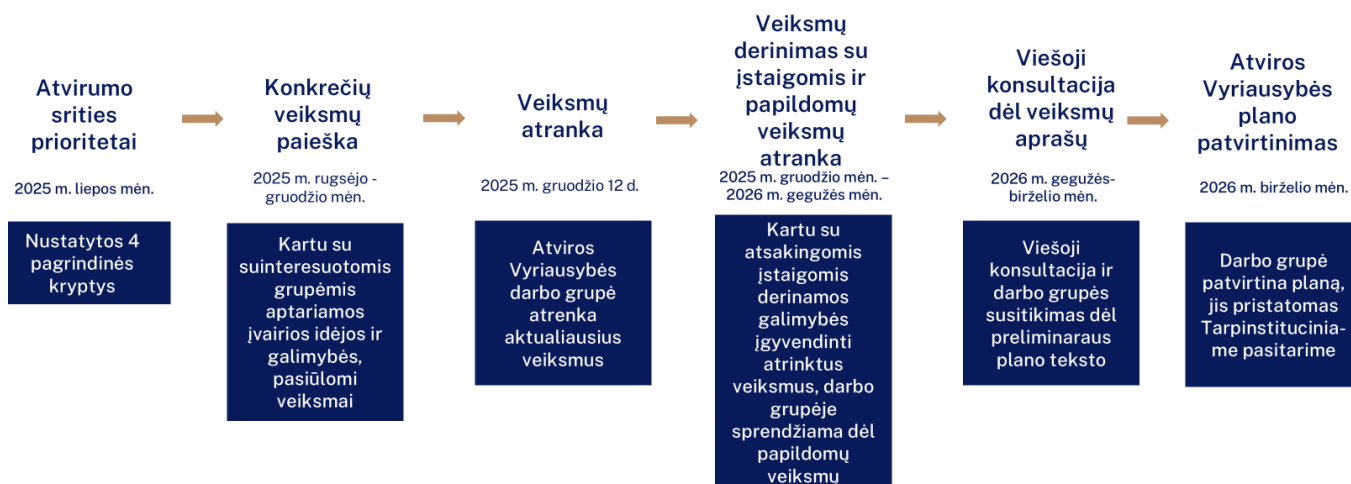 Atvirumo
srities
prioritetai
2025 m. liepos mėn.
Nustatytos 4
pagrindinės
kryptys
Konkrečių
veiksmų
paieška
2025 m. rugsėjo -
gruodžio mėn.
Kartu su
suinteresuotomis
grupėmis
aptariamos
įvairios idėjos ir
galimybės,
pasiūlomi
veiksmai
Veiksmų
atranka
2025 m. gruodžio 12 d.
Atviros
Vyriausybės
darbo grupė
atrenka
aktualiausius
veiksmus
Veiksmų
derinimas su
įstaigomis ir
papildomų
veiksmų
atranka
2025 m. gruodžio mėn. –
2026 m. gegužės mėn.
Kartu su
atsakingomis
įstaigomis
derinamos
galimybės
įgyvendinti
atrinktus
veiksmus, darbo
grupėje
sprendžiama dėl
papildomų
veiksmų
Viešoji
konsultacija
dėl veiksmų
aprašų
2026 m. gegužės-
birželio mėn.
Viešoji
konsultacija ir
darbo grupės
susitikimas dėl
preliminaraus
plano teksto
Atviros
Vyriausybės
plano
patvirtinimas
2026 m. birželio mėn.
Darbo grupė
patvirtina planą,
jis pristatomas
Tarpinstitucinia-
me pasitarime